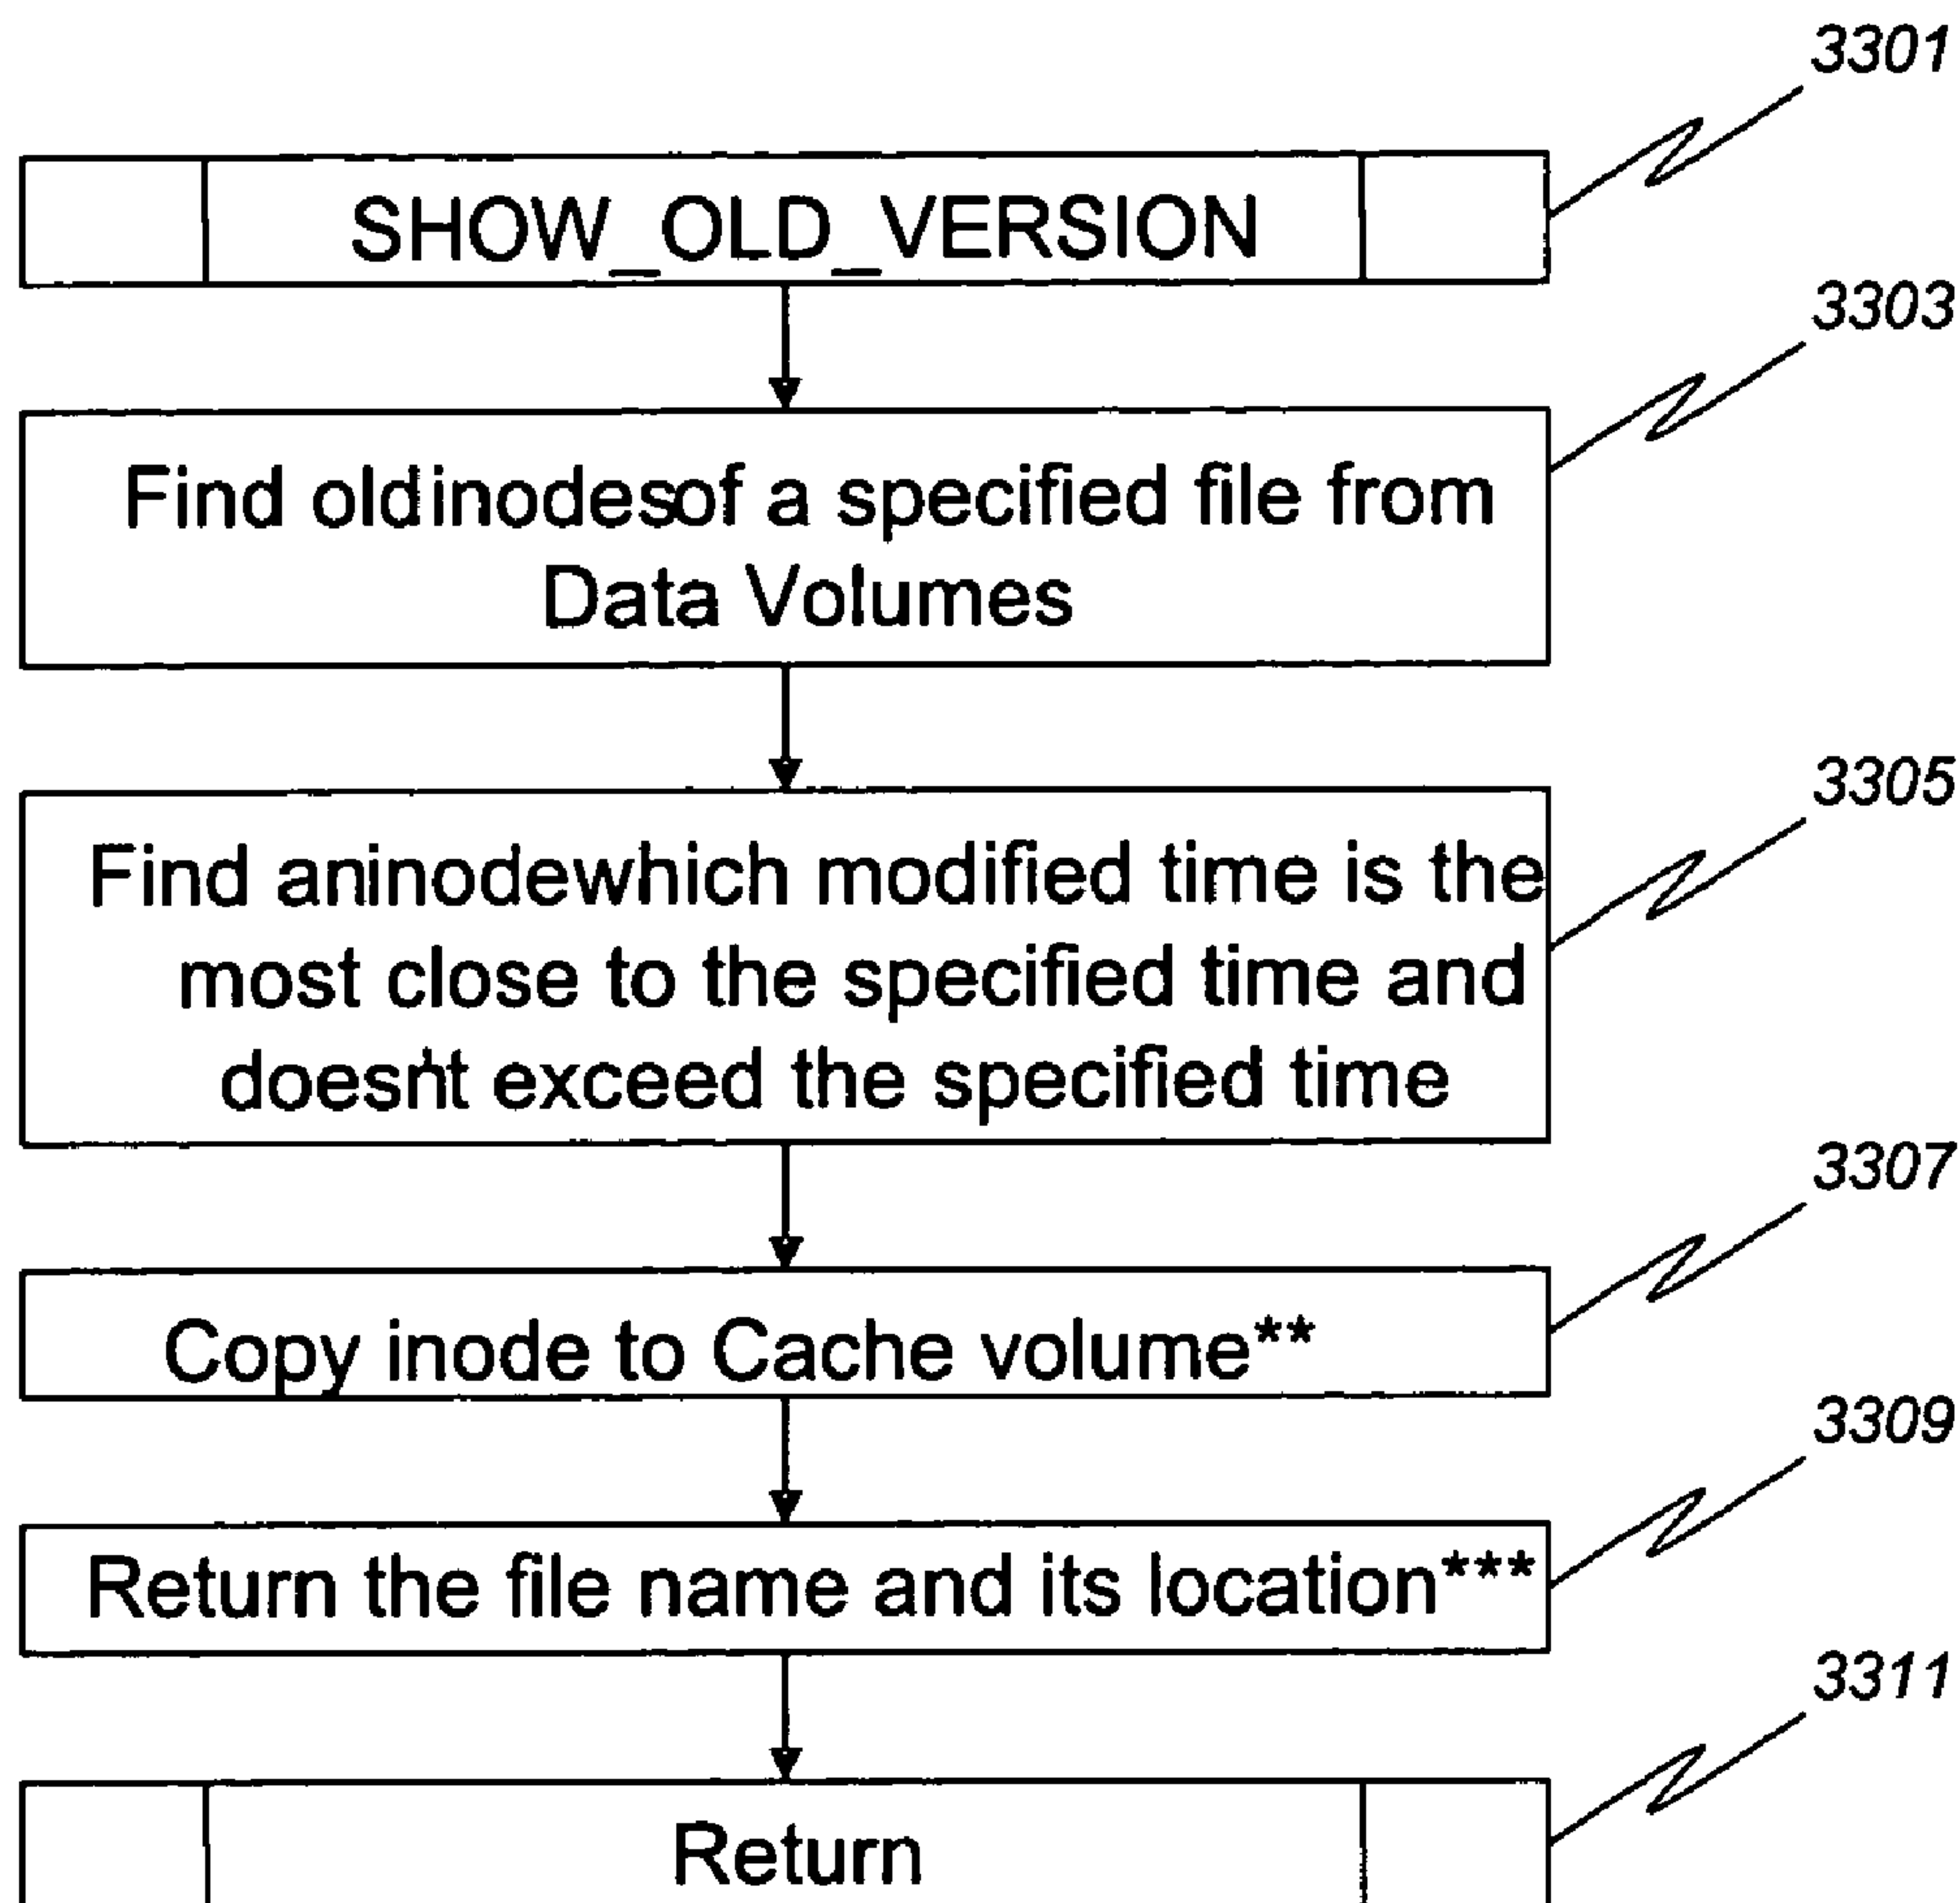 3301
SHOW_OLD_VERSION
3303
Find oldinodesof a specified file from
Data Volumes
3305
Find aninodewhich modified time is the
most close to the specified time and
doesn't exceed the specified time
3307
Copy inode to Cache volume**
3309
Return the file name and its location***
3311
Return